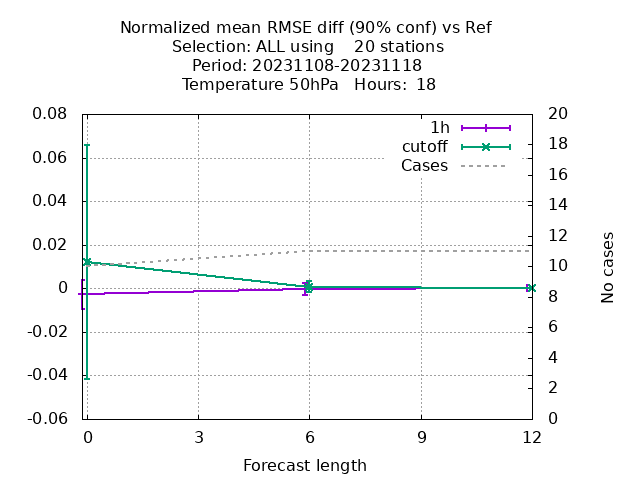 Normalized mean RMSE diff (90% conf) vs Ref
Selection: ALL using    20 stations
Period: 20231108-20231118
Temperature 50hPa   Hours:  18
0.08
0.06
0.04
0.02
0
-0.02
-0.04
-0.06
20
18
16
14
12
10
8
6
4
2
0
1h
cutoff
Cases
No cases
0
3
6
9
12
Forecast length